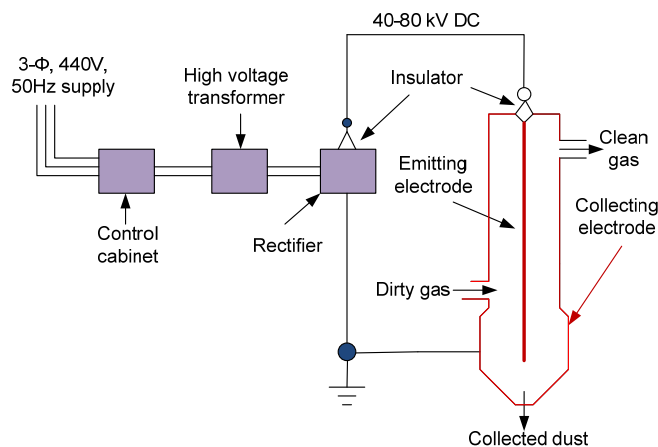 40-80 kV DC
3-Φ, 440V,
50Hz supply
High voltage
transformer
Insulator
Clean
gas
Emitting
electrode
Collecting
electrode
Control
cabinet
Rectifier
Dirty gas
Collected dust